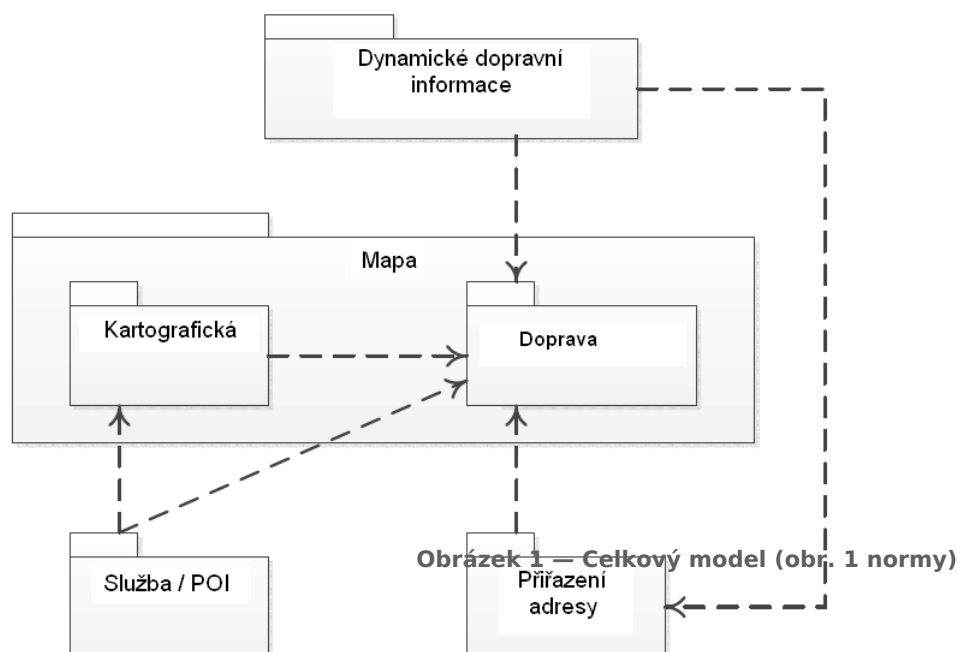 Dynamické dopravní
informace
Mapa
Kartografická
Doprava
Obrázek 1 — Celkový model (obr. 1 normy)
Služba / POI
Přiřazení
adresy